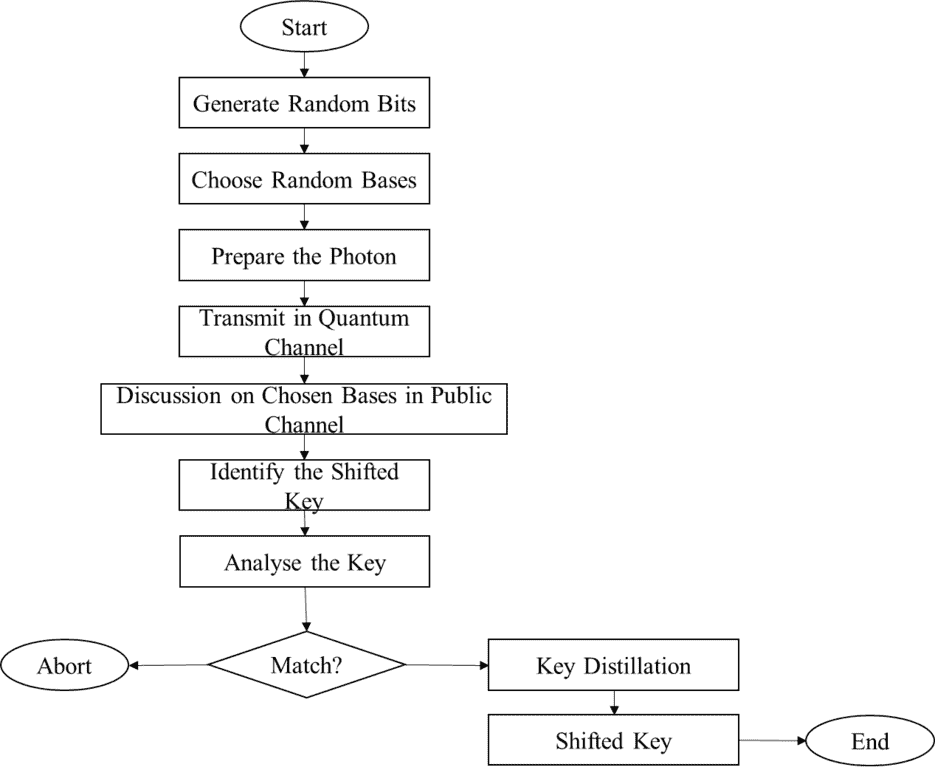 Start
Generate Random Bits
Choose Random Bases
Prepare the Photon
Transmit in Quantum
Channel
Discussion on Chosen Bases in Public
Channel
Identify the Shifted
Key
Analyse the Key
Abort
Match?
Key Distillation
Shifted Key
End